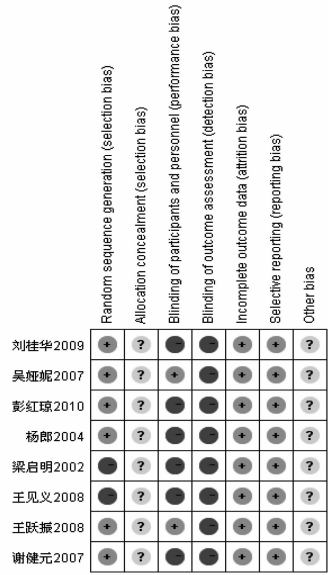 Random sequence generation (selection bias)
Allocation concealment (selection bias)
Blinding of participants and personnel (performance bias)
Blinding of outcome assessment (detection bias)
Incomplete outcome data (attrition bias)
Selective reporting (reporting bias)
Other bias
刘桂华2009 + ? − − + + ?
吴娅妮2007 + ? + − + + ?
彭红琼2010 + ? − − + + ?
杨郎2004 + ? − − + + ?
梁启明2002 − ? − − + + ?
王见义2008 − ? − − + + ?
王跃振2008 + ? + − + + ?
谢健元2007 + ? − − + + ?